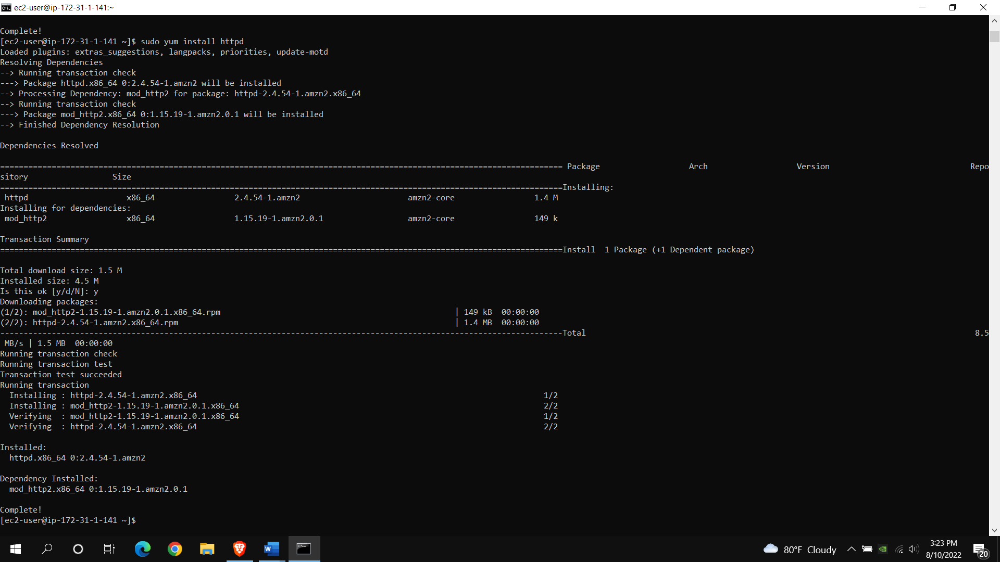 ec2-user@ip-172-31-1-141:~
Complete!
[ec2-user@ip-172-31-1-141 ~]$ sudo yum install httpd
Loaded plugins: extras_suggestions, langpacks, priorities, update-motd
Resolving Dependencies
--> Running transaction check
---> Package httpd.x86_64 0:2.4.54-1.amzn2 will be installed
--> Processing Dependency: mod_http2 for package: httpd-2.4.54-1.amzn2.x86_64
--> Running transaction check
---> Package mod_http2.x86_64 0:1.15.19-1.amzn2.0.1 will be installed
--> Finished Dependency Resolution
Dependencies Resolved
======================================================================================================================== Package Arch Version Repo
sitory Size
========================================================================================================================Installing:
httpd x86_64 2.4.54-1.amzn2 amzn2-core 1.4 M
Installing for dependencies:
mod_http2 x86_64 1.15.19-1.amzn2.0.1 amzn2-core 149 k
Transaction Summary
========================================================================================================================Install 1 Package (+1 Dependent package)
Total download size: 1.5 M
Installed size: 4.5 M
Is this ok [y/d/N]: y
Downloading packages:
(1/2): mod_http2-1.15.19-1.amzn2.0.1.x86_64.rpm | 149 kB 00:00:00
(2/2): httpd-2.4.54-1.amzn2.x86_64.rpm | 1.4 MB 00:00:00
------------------------------------------------------------------------------------------------------------------------Total 8.5
MB/s | 1.5 MB 00:00:00
Running transaction check
Running transaction test
Transaction test succeeded
Running transaction
Installing : httpd-2.4.54-1.amzn2.x86_64 1/2
Installing : mod_http2-1.15.19-1.amzn2.0.1.x86_64 2/2
Verifying : mod_http2-1.15.19-1.amzn2.0.1.x86_64 1/2
Verifying : httpd-2.4.54-1.amzn2.x86_64 2/2
Installed:
httpd.x86_64 0:2.4.54-1.amzn2
Dependency Installed:
mod_http2.x86_64 0:1.15.19-1.amzn2.0.1
Complete!
[ec2-user@ip-172-31-1-141 ~]$
80°F Cloudy
3:23 PM
8/10/2022
20